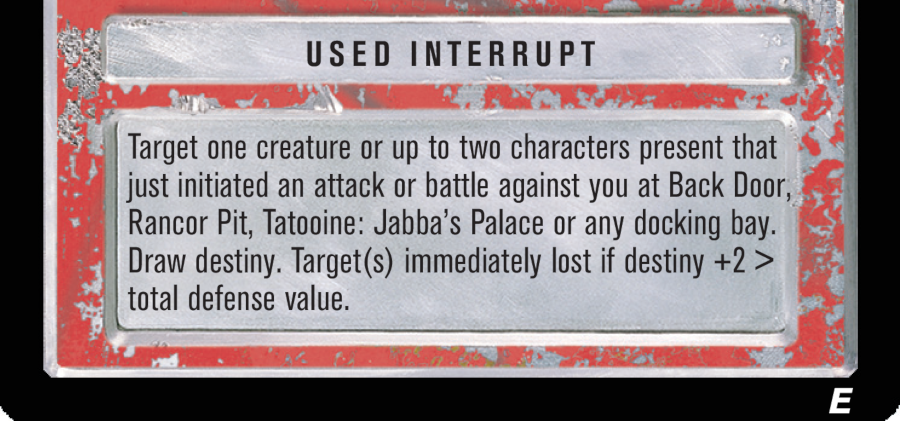 USED INTERRUPT
Target one creature or up to two characters present that
just initiated an attack or battle against you at Back Door,
Rancor Pit, Tatooine: Jabba's Palace or any docking bay.
Draw destiny. Target(s) immediately lost if destiny +2 >
total defense value.
E